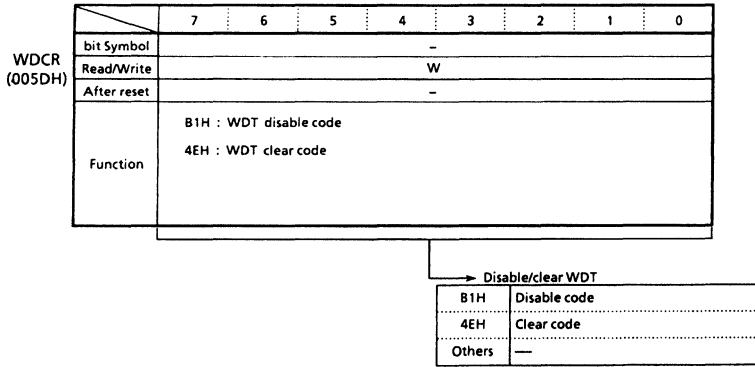 7 6 5 4 3 2 1 0
WDCR
(005DH)
bit Symbol –
Read/Write W
After reset –
Function
B1H : WDT disable code
4EH : WDT clear code
Disable/clear WDT
B1H Disable code
4EH Clear code
Others —